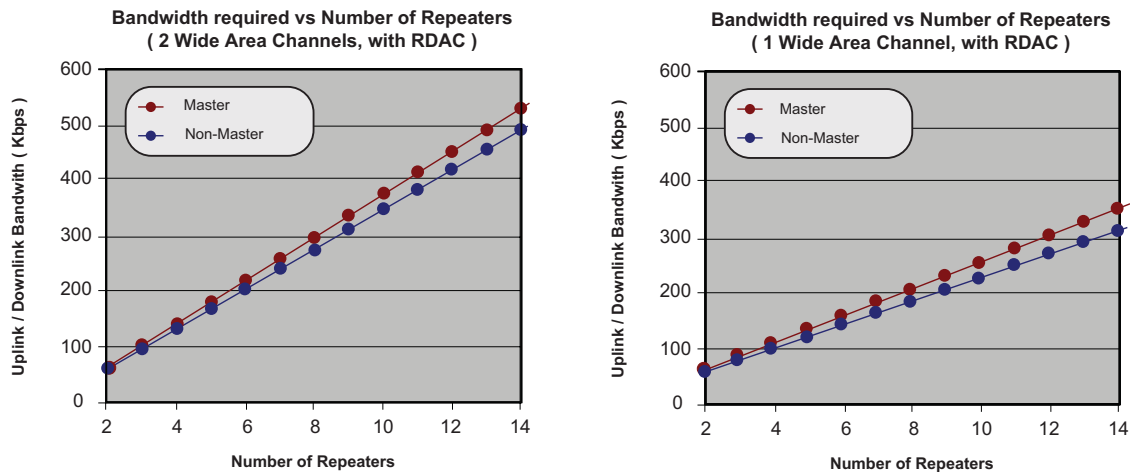 Bandwidth required vs Number of Repeaters
( 2 Wide Area Channels, with RDAC )
Uplink / Downlink Bandwith ( Kbps )
600
500
400
300
200
100
0
Master
Non-Master
2 4 6 8 10 12 14
Number of Repeaters
Bandwidth required vs Number of Repeaters
( 1 Wide Area Channel, with RDAC )
Uplink / Downlink Bandwith ( Kbps )
600
500
400
300
200
100
0
Master
Non-Master
2 4 6 8 10 12 14
Number of Repeaters